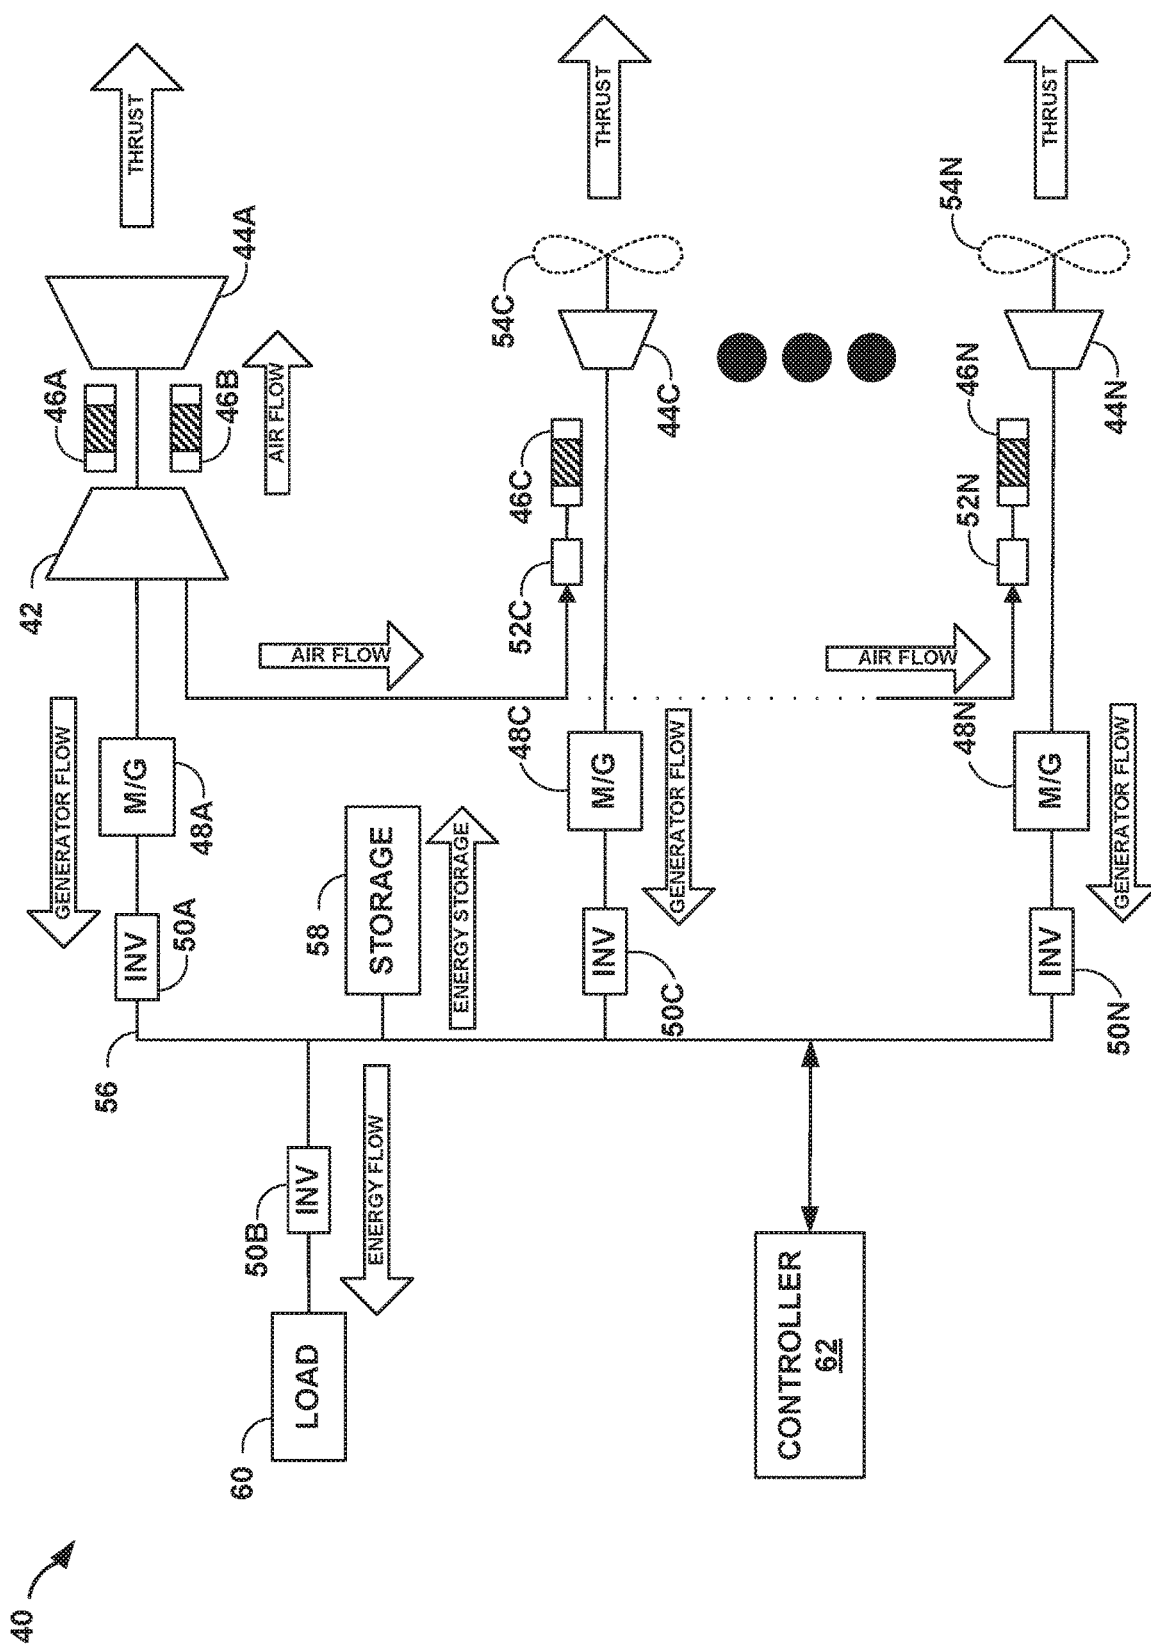 40
60
LOAD
50B
INV
ENERGY FLOW
56
INV
50A
GENERATOR FLOW
M/G
48A
42
46A
46B
AIR FLOW
44A
THRUST
58
STORAGE
ENERGY STORAGE
AIR FLOW
INV
50C
GENERATOR FLOW
M/G
48C
52C
46C
44C
54C
THRUST
CONTROLLER
62
INV
50N
GENERATOR FLOW
M/G
48N
AIR FLOW
52N
46N
44N
54N
THRUST